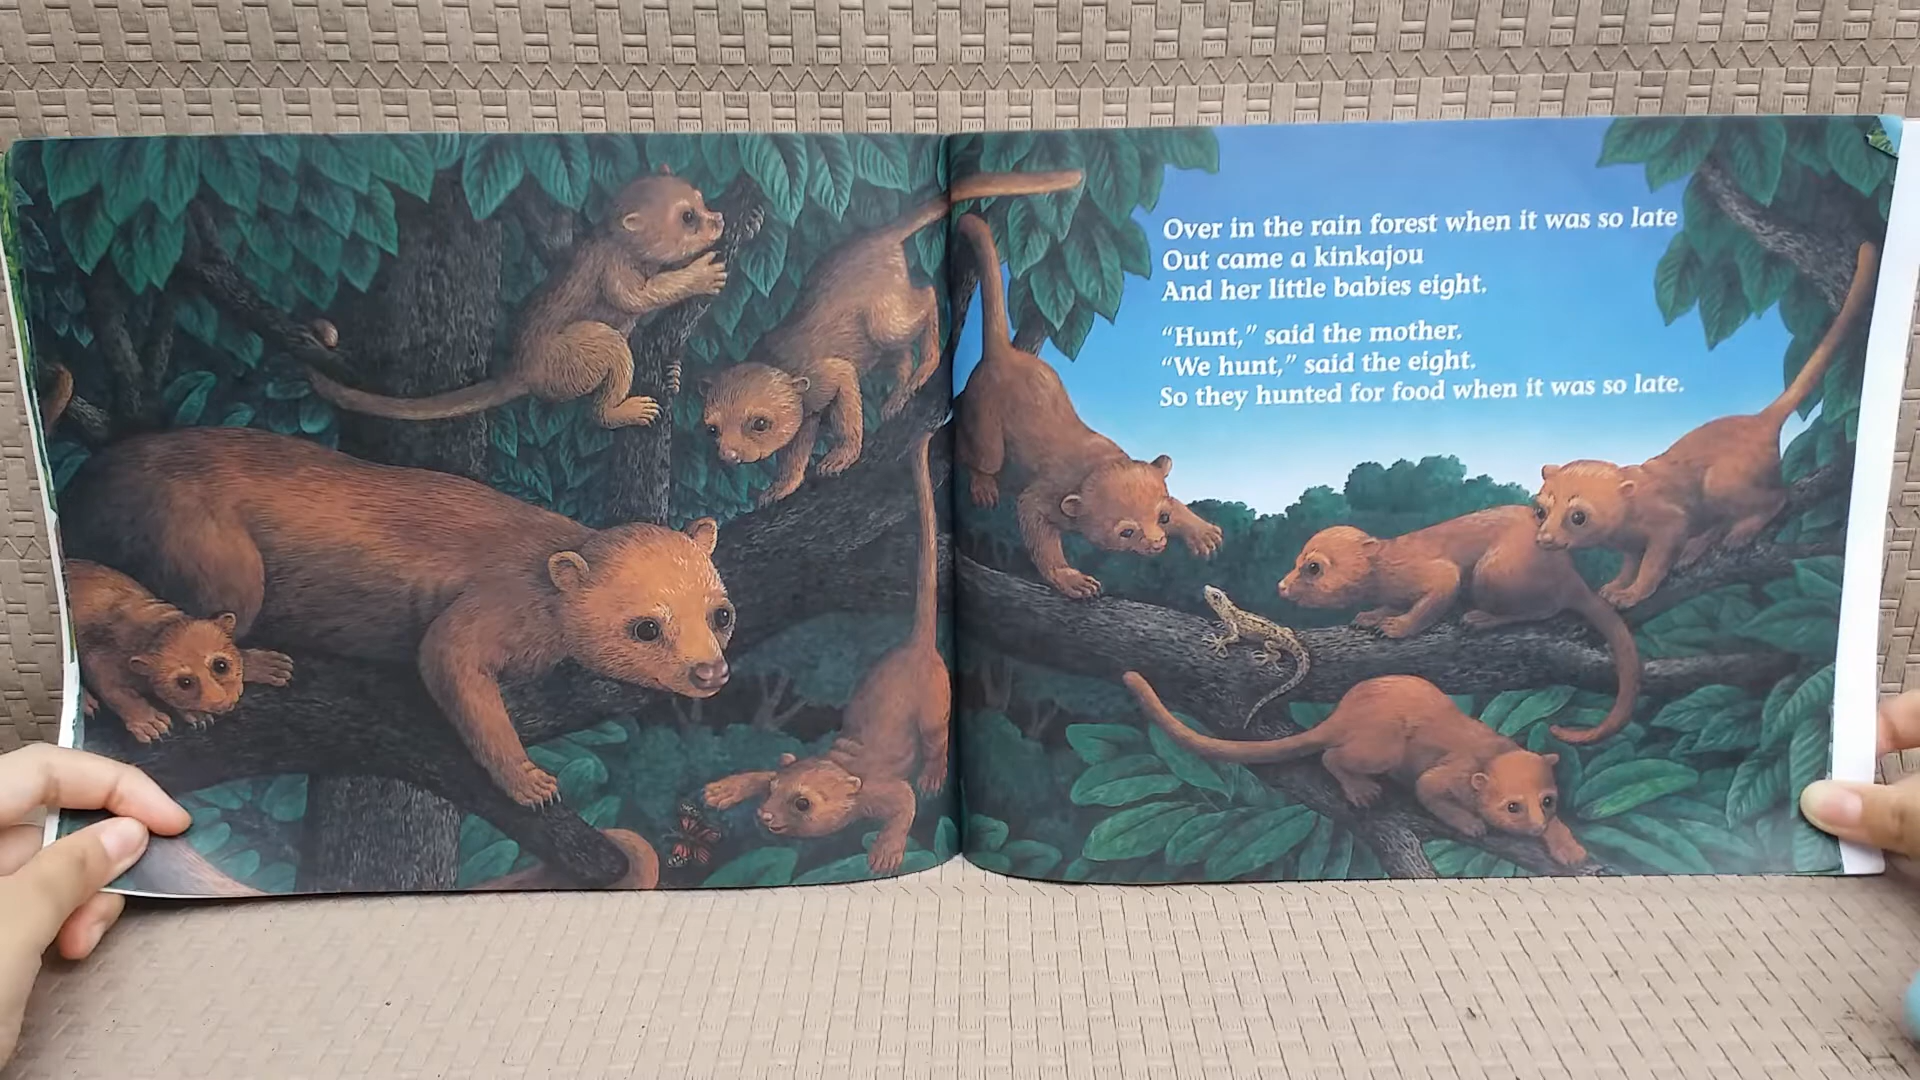 Over in the rain forest when it was so late
Out came a kinkajou
And her little babies eight.
“Hunt,” said the mother.
“We hunt,” said the eight.
So they hunted for food when it was so late.